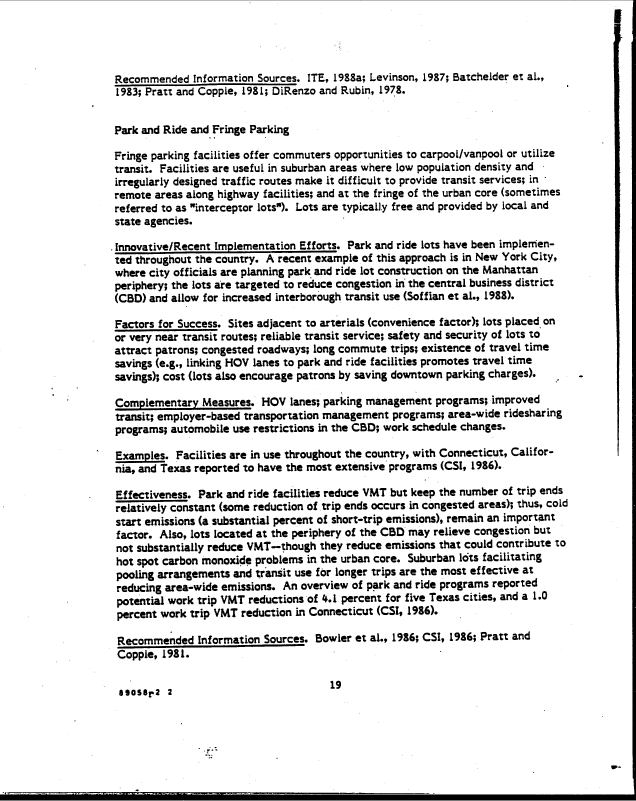 Recommended Information Sources. ITE, 1988a; Levinson, 1987; Batchelder et al.,
1983; Pratt and Copple, 1981; DiRenzo and Rubin, 1978.
Park and Ride and Fringe Parking
Fringe parking facilities offer commuters opportunities to carpool/vanpool or utilize
transit. Facilities are useful in suburban areas where low population density and
irregularly designed traffic routes make it difficult to provide transit services; in
remote areas along highway facilities; and at the fringe of the urban core (sometimes
referred to as "interceptor lots"). Lots are typically free and provided by local and
state agencies.
Innovative/Recent Implementation Efforts. Park and ride lots have been implemen-
ted throughout the country. A recent example of this approach is in New York City,
where city officials are planning park and ride lot construction on the Manhattan
periphery; the lots are targeted to reduce congestion in the central business district
(CBD) and allow for increased interborough transit use (Soffian et al., 1988).
Factors for Success. Sites adjacent to arterials (convenience factor); lots placed on
or very near transit routes; reliable transit service; safety and security of lots to
attract patrons; congested roadways; long commute trips; existence of travel time
savings (e.g., linking HOV lanes to park and ride facilities promotes travel time
savings); cost (lots also encourage patrons by saving downtown parking charges).
Complementary Measures. HOV lanes; parking management programs; improved
transit; employer-based transportation management programs; area-wide ridesharing
programs; automobile use restrictions in the CBD; work schedule changes.
Examples. Facilities are in use throughout the country, with Connecticut, Califor-
nia, and Texas reported to have the most extensive programs (CSI, 1986).
Effectiveness. Park and ride facilities reduce VMT but keep the number of trip ends
relatively constant (some reduction of trip ends occurs in congested areas); thus, cold
start emissions (a substantial percent of short-trip emissions), remain an important
factor. Also, lots located at the periphery of the CBD may relieve congestion but
not substantially reduce VMT—though they reduce emissions that could contribute to
hot spot carbon monoxide problems in the urban core. Suburban lots facilitating
pooling arrangements and transit use for longer trips are the most effective at
reducing area-wide emissions. An overview of park and ride programs reported
potential work trip VMT reductions of 4.1 percent for five Texas cities, and a 1.0
percent work trip VMT reduction in Connecticut (CSI, 1986).
Recommended Information Sources. Bowler et al., 1986; CSI, 1986; Pratt and
Copple, 1981.
19
89058r2 2